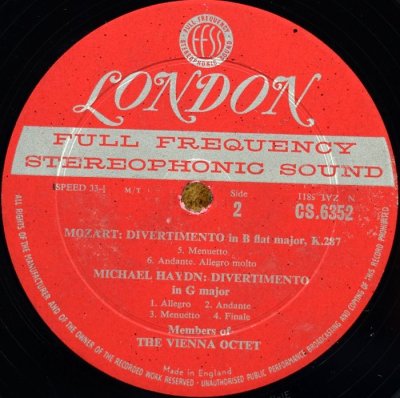 FULL FREQUENCY STEREOPHONIC SOUND
FFSS
LONDON
FULL FREQUENCY
STEREOPHONIC SOUND
SPEED 33⅓ M/T
Side
2
CS.6352
MOZART: DIVERTIMENTO in B flat major, K.287
5. Menuetto
6. Andante. Allegro molto
MICHAEL HAYDN: DIVERTIMENTO
in G major
1. Allegro 2. Andante
3. Menuetto 4. Finale
Members of
THE VIENNA OCTET
Made in England
ALL RIGHTS OF THE MANUFACTURER AND OF THE OWNER OF THE RECORDED WORK RESERVED - UNAUTHORISED PUBLIC PERFORMANCE BROADCASTING AND COPYING OF THIS RECORD PROHIBITED